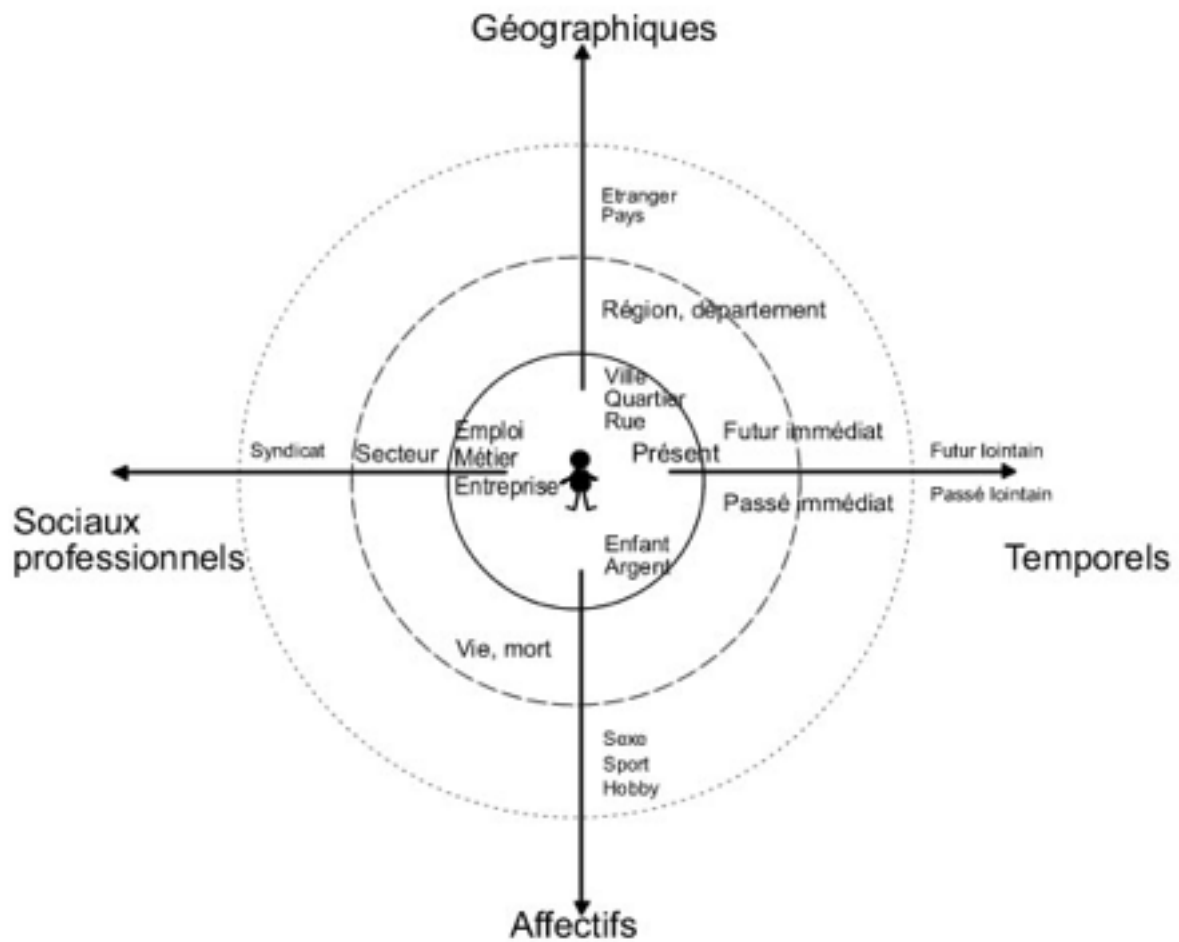 Géographiques
Etranger
Pays
Région, département
Ville
Quartier
Rue
Emploi
Métier
Entreprise
Secteur
Syndicat
Présent
Futur immédiat
Passé immédiat
Futur lointain
Passé lointain
Sociaux
professionnels
Temporels
Enfant
Argent
Vie, mort
Sexe
Sport
Hobby
Affectifs